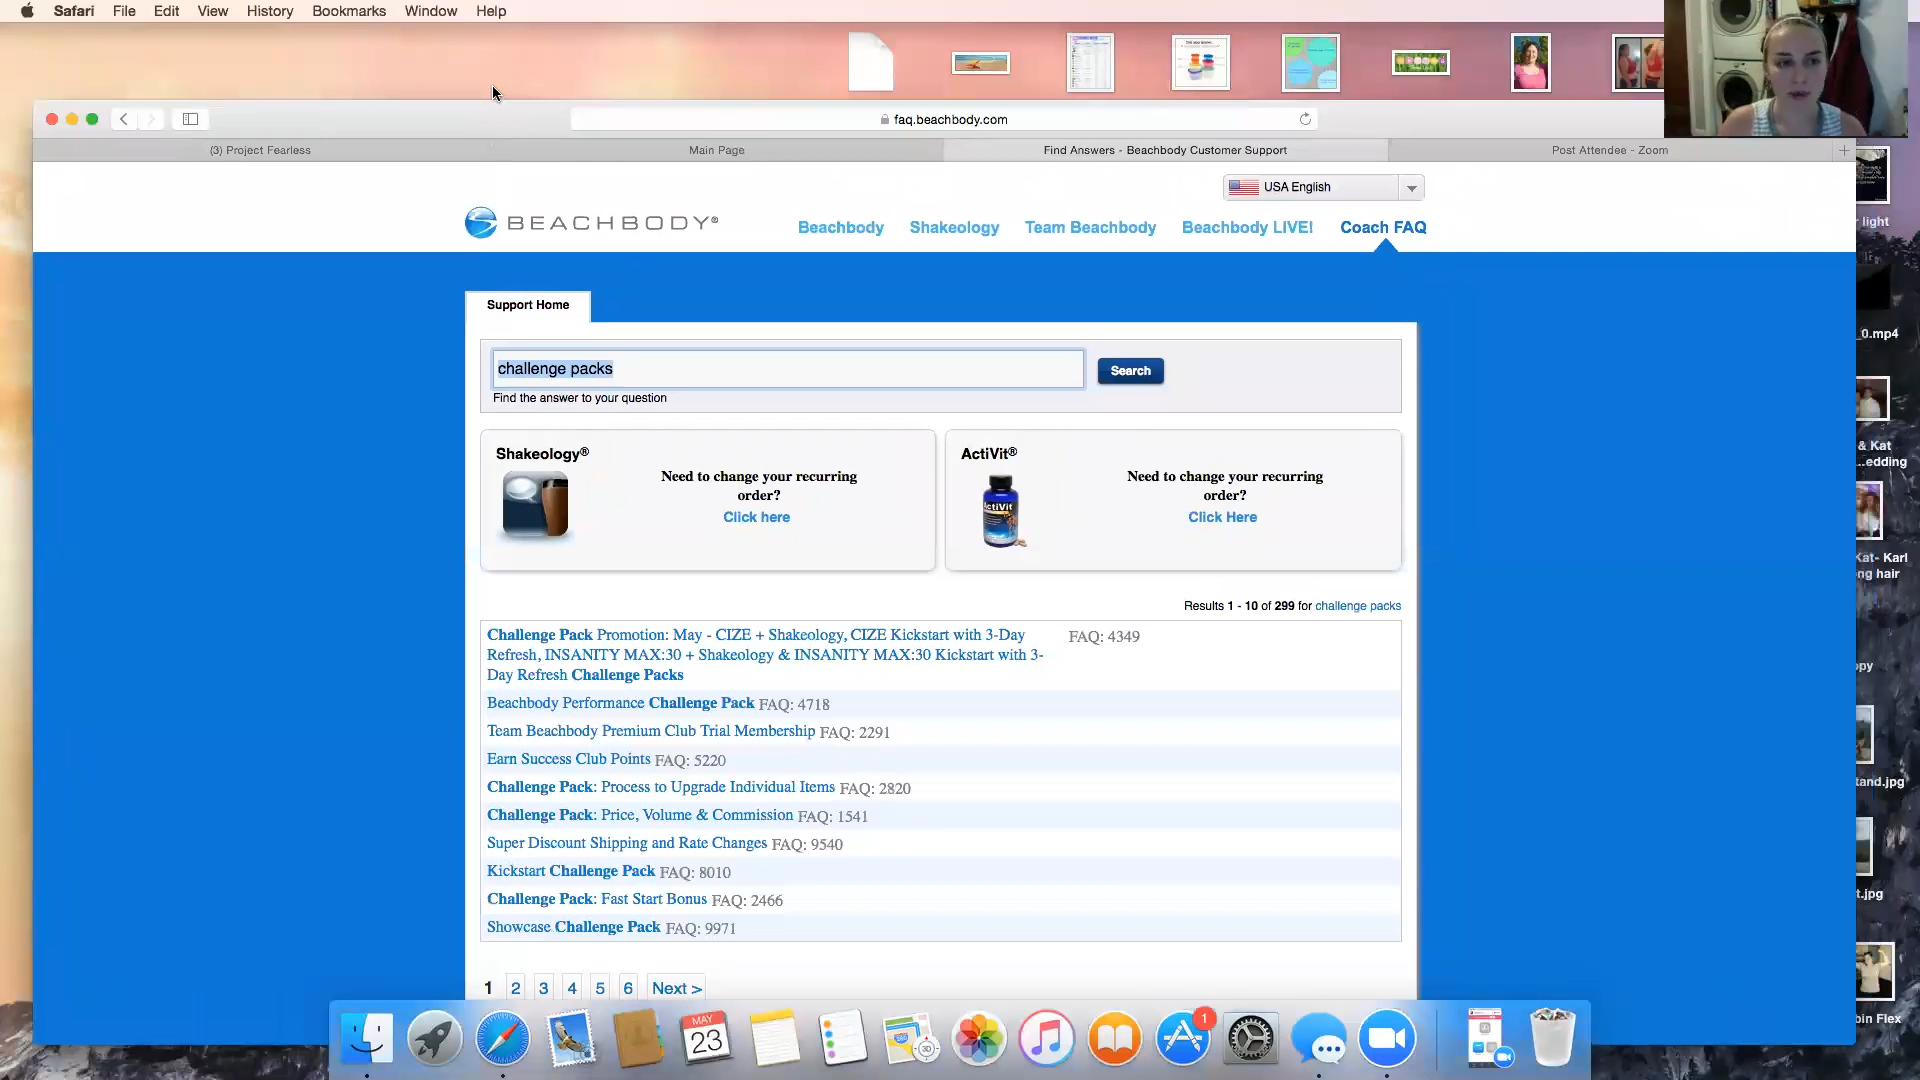 Safari File Edit View History Bookmarks Window Help
faq.beachbody.com
(3) Project Fearless
Main Page
Find Answers - Beachbody Customer Support
Post Attendee - Zoom
USA English
BEACHBODY®
Beachbody Shakeology Team Beachbody Beachbody LIVE! Coach FAQ
Support Home
challenge packs
Search
Find the answer to your question
Shakeology®
Need to change your recurring
order?
Click here
ActiVit®
ActiVit
Need to change your recurring
order?
Click Here
Results 1 - 10 of 299 for challenge packs
Challenge Pack Promotion: May - CIZE + Shakeology, CIZE Kickstart with 3-Day FAQ: 4349
Refresh, INSANITY MAX:30 + Shakeology & INSANITY MAX:30 Kickstart with 3-
Day Refresh Challenge Packs
Beachbody Performance Challenge Pack FAQ: 4718
Team Beachbody Premium Club Trial Membership FAQ: 2291
Earn Success Club Points FAQ: 5220
Challenge Pack: Process to Upgrade Individual Items FAQ: 2820
Challenge Pack: Price, Volume & Commission FAQ: 1541
Super Discount Shipping and Rate Changes FAQ: 9540
Kickstart Challenge Pack FAQ: 8010
Challenge Pack: Fast Start Bonus FAQ: 2466
Showcase Challenge Pack FAQ: 9971
1 2 3 4 5 6 Next >
light
_0.mp4
& Kat
...edding
Kat- Karl
ng hair
opy
tand.jpg
t.jpg
bin Flex
MAY
23
1